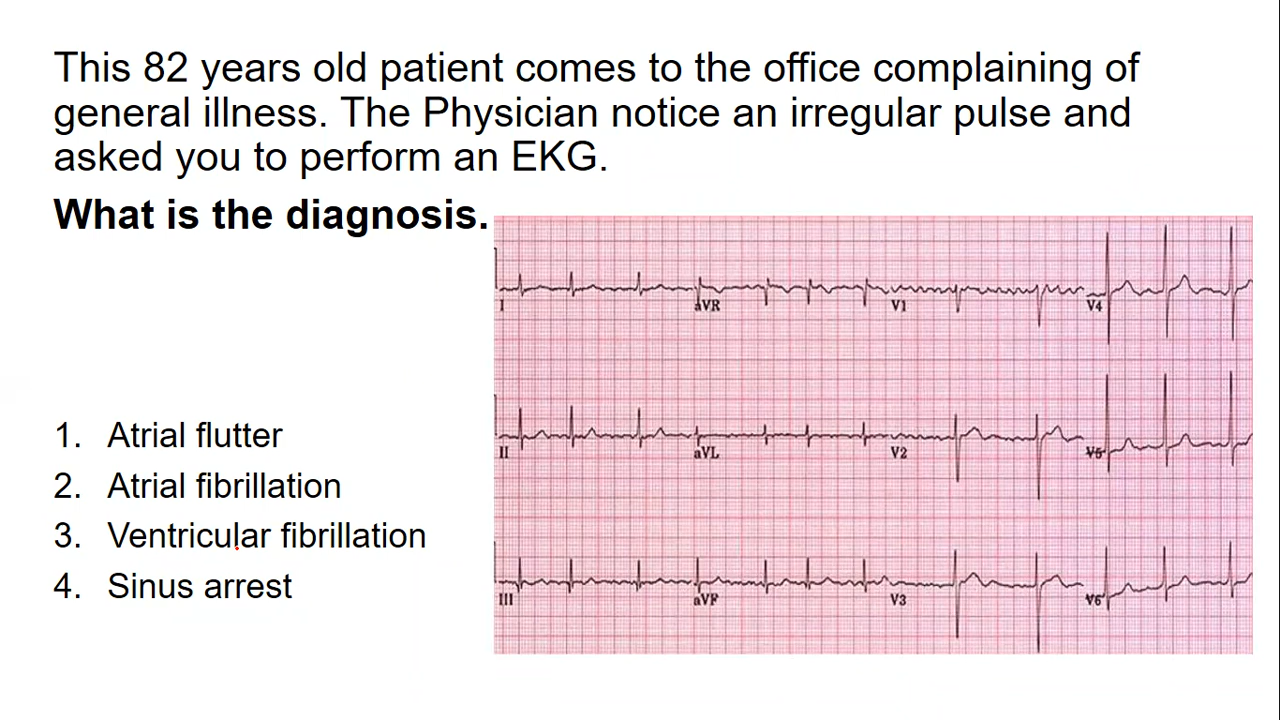 This 82 years old patient comes to the office complaining of
general illness. The Physician notice an irregular pulse and
asked you to perform an EKG.
What is the diagnosis.
I aVR V1 V4
II aVL V2 V5
III aVF V3 V6
1. Atrial flutter
2. Atrial fibrillation
3. Ventricular fibrillation
4. Sinus arrest